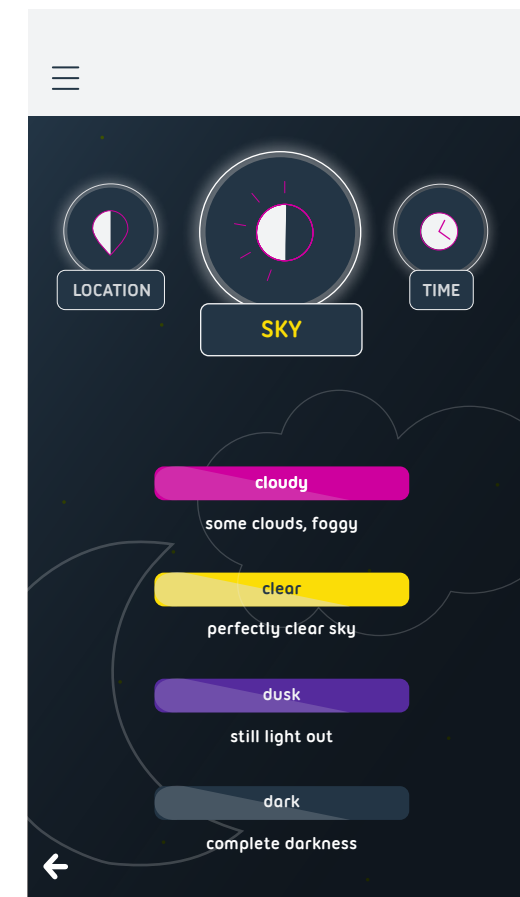 LOCATION
SKY
TIME
cloudy
some clouds, foggy
clear
perfectly clear sky
dusk
still light out
dark
complete darkness